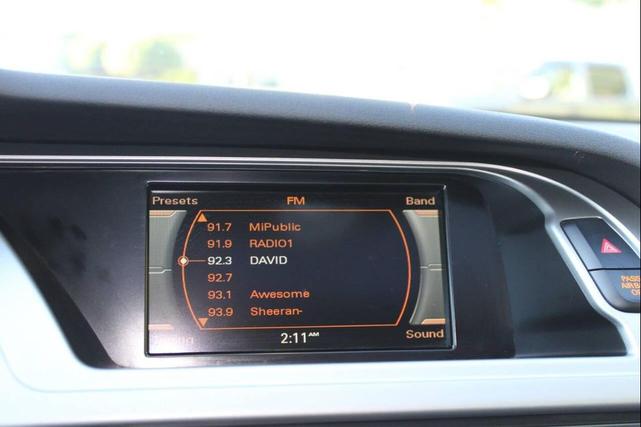 Presets FM Band
91.7 MiPublic
91.9 RADIO1
92.3 DAVID
92.7
93.1 Awesome
93.9 Sheeran-
2:11 AM Sound